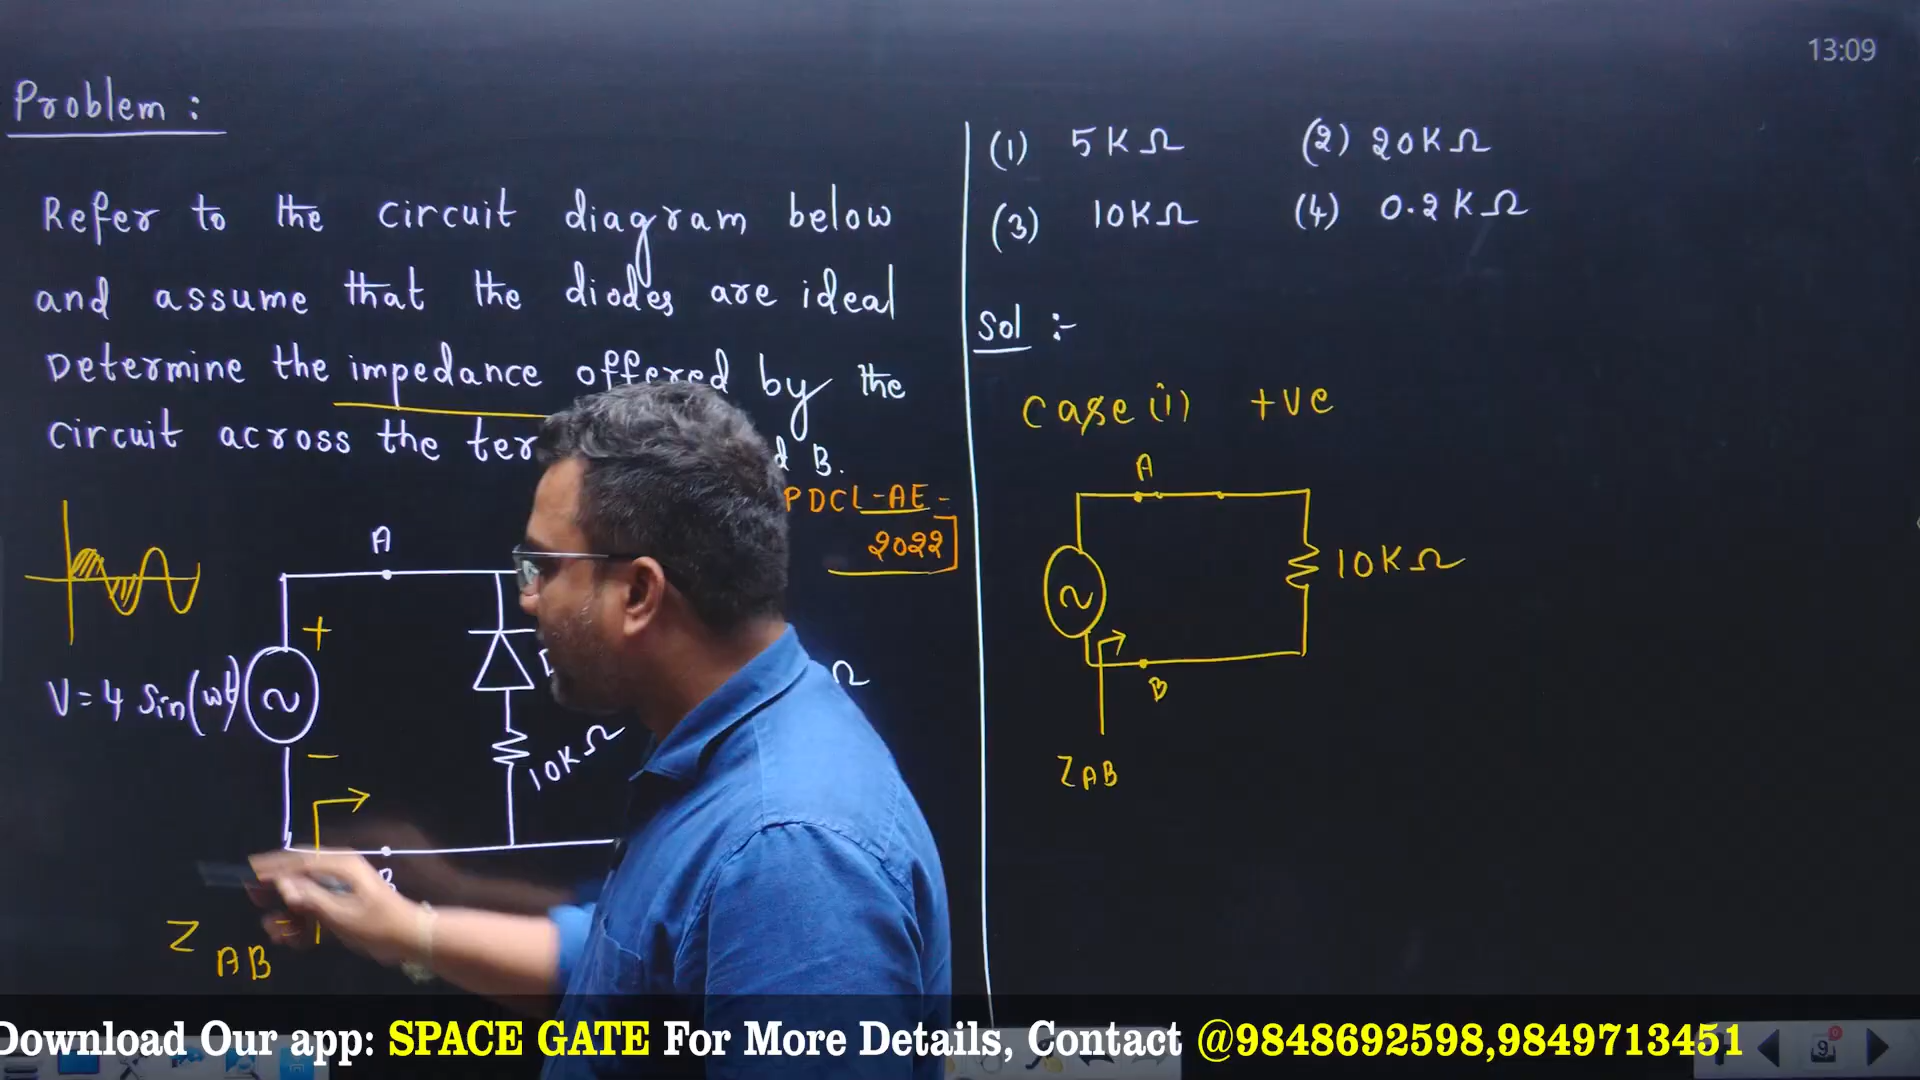 13:09
Problem :
Refer to the circuit diagram below
and assume that the diodes are ideal
Determine the impedance offered by the
circuit across the B.
PDCL-AE-
2022]
A
+
V=4 Sin(wt)
~
-
10KΩ
Ω
Z AB
(1) 5KΩ (2) 20KΩ
(3) 10KΩ (4) 0.2KΩ
Sol :-
Case(i) +ve
A
~
10KΩ
B
ZAB
Download Our app: SPACE GATE For More Details, Contact @9848692598,9849713451
9